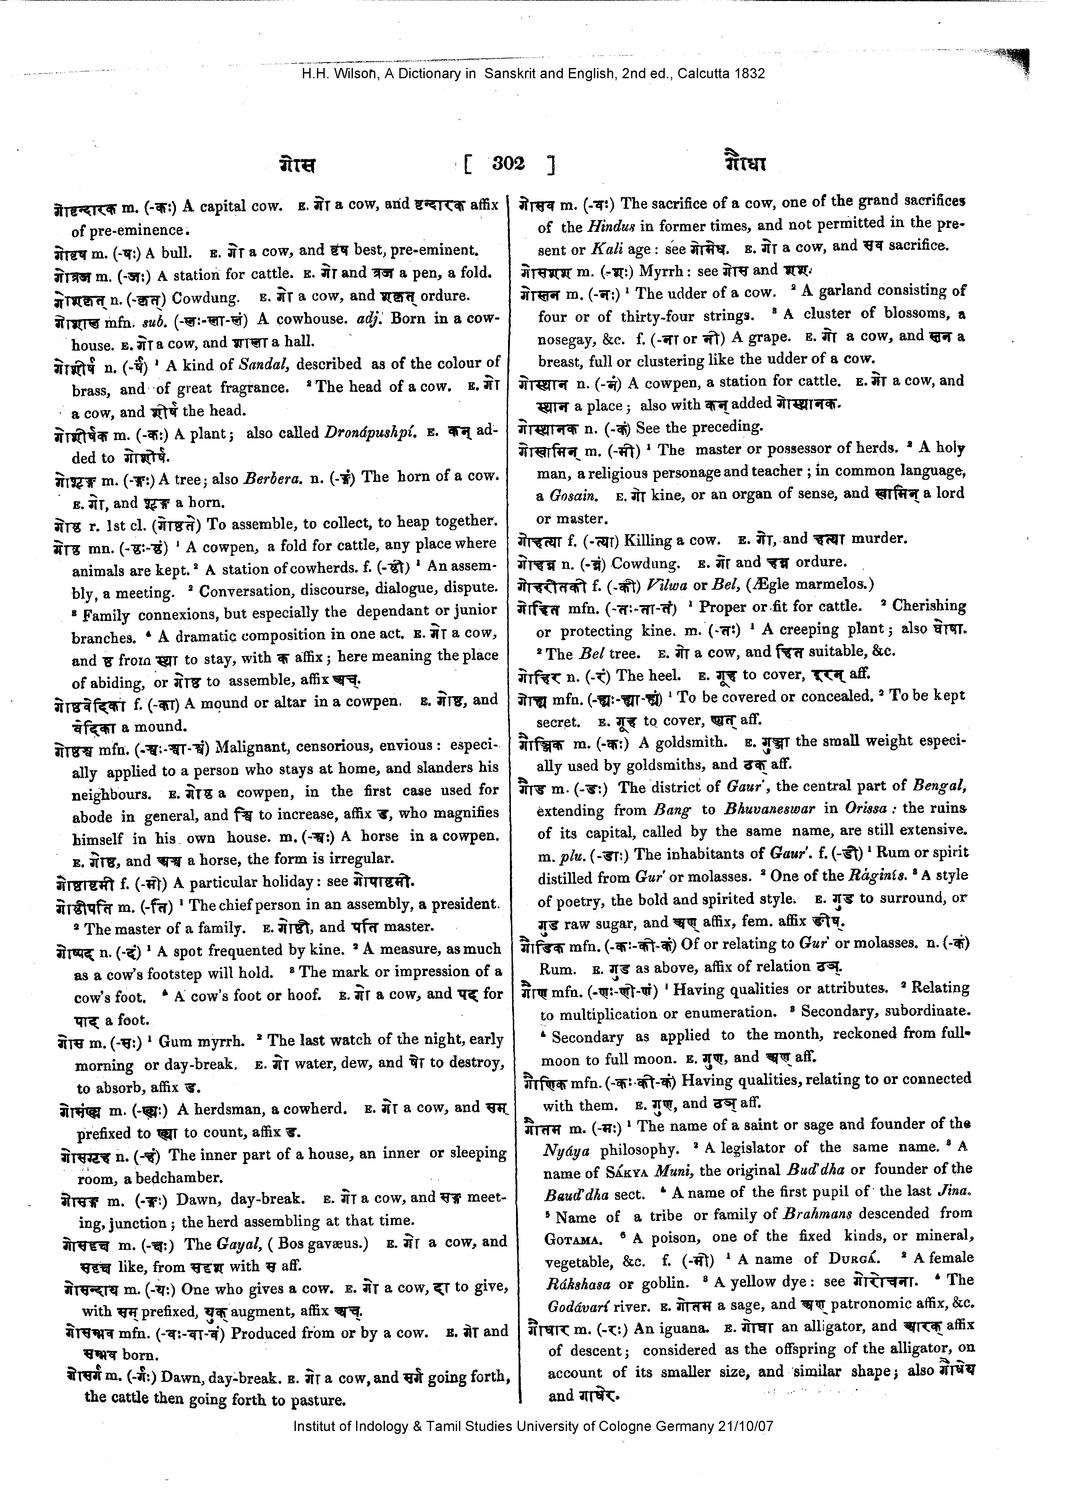 H.H. Wilson, A Dictionary in Sanskrit and English, 2nd ed., Calcutta 1832
गोस [ 302 ] गौधा
गोवृन्दारक m. (-कः) A capital cow. E. गो a cow, and वृन्दारक affix
of pre-eminence.
गोवृष m. (-षः) A bull. E. गो a cow, and वृष best, pre-eminent.
गोव्रज m. (-जः) A station for cattle. E. गो and व्रज a pen, a fold.
गोशकृत् n. (-कृत्) Cowdung. E. गो a cow, and शकृत् ordure.
गोशाल mfn. sub. (-लः-ला-लं) A cowhouse. adj. Born in a cow-
house. E. गो a cow, and शाला a hall.
गोशीर्ष n. (-र्षं) ¹ A kind of Sandal, described as of the colour of
brass, and of great fragrance. ² The head of a cow. E. गो
a cow, and शीर्ष the head.
गोशीर्षक m. (-कः) A plant; also called Dronápushpí. E. कन् ad-
ded to गोशीर्ष.
गोशृङ्ग m. (-ङ्गः) A tree; also Berbera. n. (-ङ्गं) The horn of a cow.
E. गो, and शृङ्ग a horn.
गोष्ठ r. 1st cl. (गोष्ठते) To assemble, to collect, to heap together.
गोष्ठ mn. (-ष्ठः-ष्ठं) ¹ A cowpen, a fold for cattle, any place where
animals are kept. ² A station of cowherds. f. (-ष्ठी) ¹ An assem-
bly, a meeting. ² Conversation, discourse, dialogue, dispute.
³ Family connexions, but especially the dependant or junior
branches. ⁴ A dramatic composition in one act. E. गो a cow,
and ष्ठ from स्था to stay, with क affix; here meaning the place
of abiding, or गोष्ठ to assemble, affix अच्.
गोष्ठवेदिका f. (-का) A mound or altar in a cowpen. E. गोष्ठ, and
वेदिका a mound.
गोष्ठश्व mfn. (-श्वः-श्वा-श्वं) Malignant, censorious, envious: especi-
ally applied to a person who stays at home, and slanders his
neighbours. E. गोष्ठ a cowpen, in the first case used for
abode in general, and श्वि to increase, affix ड, who magnifies
himself in his own house. m. (-श्वः) A horse in a cowpen.
E. गोष्ठ, and अश्व a horse, the form is irregular.
गोष्ठाष्टमी f. (-मी) A particular holiday: see गोपाष्टमी.
गोष्ठीपति m. (-तिः) ¹ The chief person in an assembly, a president.
² The master of a family. E. गोष्ठी, and पति master.
गोष्पद n. (-दं) ¹ A spot frequented by kine. ² A measure, as much
as a cow's footstep will hold. ³ The mark or impression of a
cow's foot. ⁴ A cow's foot or hoof. E. गो a cow, and पद for
पाद a foot.
गोस m. (-सः) ¹ Gum myrrh. ² The last watch of the night, early
morning or day-break. E. गो water, dew, and षो to destroy,
to absorb, affix ड.
गोसंख्य m. (-ख्यः) A herdsman, a cowherd. E. गो a cow, and सम्
prefixed to ख्या to count, affix ड.
गोसगृह n. (-हं) The inner part of a house, an inner or sleeping
room, a bedchamber.
गोसङ्ग m. (-ङ्गः) Dawn, day-break. E. गो a cow, and सङ्ग meet-
ing, junction; the herd assembling at that time.
गोसदृक्ष m. (-क्षः) The Gayal, ( Bos gavæus.) E. गो a cow, and
सदृक्ष like, from सदृश with स aff.
गोसन्दाय m. (-यः) One who gives a cow. E. गो a cow, दा to give,
with सम् prefixed, युक् augment, affix अच्.
गोसम्भव mfn. (-वः-वा-वं) Produced from or by a cow. E. गो and
सम्भव born.
गोसर्ग m. (-र्गः) Dawn, day-break. E. गो a cow, and सर्ग going forth,
the cattle then going forth to pasture.
गोसव m. (-वः) The sacrifice of a cow, one of the grand sacrifices
of the Hindus in former times, and not permitted in the pre-
sent or Kali age: see गोमेध. E. गो a cow, and सव sacrifice.
गोसशश m. (-शः) Myrrh: see गोस and शश.
गोस्तन m. (-नः) ¹ The udder of a cow. ² A garland consisting of
four or of thirty-four strings. ³ A cluster of blossoms, a
nosegay, &c. f. (-ना or नी) A grape. E. गो a cow, and स्तन a
breast, full or clustering like the udder of a cow.
गोस्थान n. (-नं) A cowpen, a station for cattle. E. गो a cow, and
स्थान a place; also with कन् added गोस्थानक.
गोस्थानक n. (-कं) See the preceding.
गोस्वामिन् m. (-मी) ¹ The master or possessor of herds. ² A holy
man, a religious personage and teacher; in common language,
a Gosain. E. गो kine, or an organ of sense, and स्वामिन् a lord
or master.
गोहत्या f. (-त्या) Killing a cow. E. गो, and हत्या murder.
गोहन्न n. (-न्नं) Cowdung. E. गो and हन्न ordure.
गोहरीतकी f. (-की) Vilwa or Bel, (Ægle marmelos.)
गोहित mfn. (-तः-ता-तं) ¹ Proper or fit for cattle. ² Cherishing
or protecting kine. m. (-तः) ¹ A creeping plant; also घोषा.
² The Bel tree. E. गो a cow, and हित suitable, &c.
गोहिर n. (-रं) The heel. E. गूह् to cover, इरन् aff.
गोह्य mfn. (-ह्यः-ह्या-ह्यं) ¹ To be covered or concealed. ² To be kept
secret. E. गूह् to cover, ण्यत् aff.
गौञ्जिक m. (-कः) A goldsmith. E. गुञ्जा the small weight especi-
ally used by goldsmiths, and ठक् aff.
गौड m. (-डः) The district of Gaur', the central part of Bengal,
extending from Bang to Bhuvaneswar in Orissa: the ruins
of its capital, called by the same name, are still extensive.
m. plu. (-डाः) The inhabitants of Gaur'. f. (-डी) ¹ Rum or spirit
distilled from Gur' or molasses. ² One of the Ráginís. ³ A style
of poetry, the bold and spirited style. E. गुड to surround, or
गुड raw sugar, and अण् affix, fem. affix ङीष्.
गौडिक mfn. (-कः-की-कं) Of or relating to Gur' or molasses. n. (-कं)
Rum. E. गुड as above, affix of relation ठञ्.
गौण mfn. (-णः-णी-णं) ¹ Having qualities or attributes. ² Relating
to multiplication or enumeration. ³ Secondary, subordinate.
⁴ Secondary as applied to the month, reckoned from full-
moon to full moon. E. गुण, and अण् aff.
गौणिक mfn. (-कः-की-कं) Having qualities, relating to or connected
with them. E. गुण, and ठञ् aff.
गौतम m. (-मः) ¹ The name of a saint or sage and founder of the
Nyáya philosophy. ² A legislator of the same name. ³ A
name of SÁKYA Muni, the original Bud'dha or founder of the
Baud'dha sect. ⁴ A name of the first pupil of the last Jina.
⁵ Name of a tribe or family of Brahmans descended from
GOTAMA. ⁶ A poison, one of the fixed kinds, or mineral,
vegetable, &c. f. (-मी) ¹ A name of DURGÁ. ² A female
Rákshasa or goblin. ³ A yellow dye: see गोरोचना. ⁴ The
Godávarí river. E. गोतम a sage, and अण् patronomic affix, &c.
गौधार m. (-रः) An iguana. E. गोधा an alligator, and आरक् affix
of descent; considered as the offspring of the alligator, on
account of its smaller size, and similar shape; also गौधेय
and गाधेर.
Institut of Indology & Tamil Studies University of Cologne Germany 21/10/07